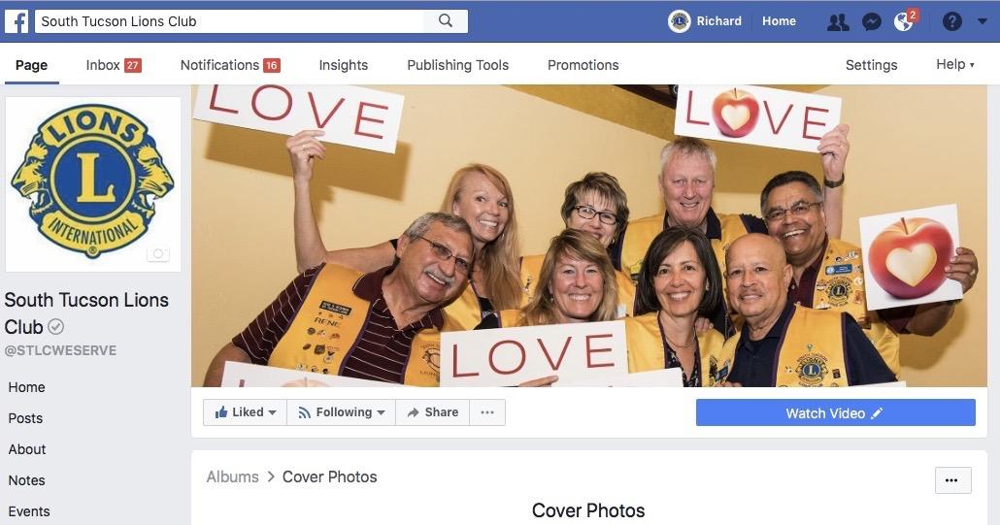 South Tucson Lions Club
Richard
Home
2
Page
Inbox 27
Notifications 16
Insights
Publishing Tools
Promotions
Settings
Help
LIONS
L
INTERNATIONAL
LOVE
LOVE
RENE
LOVE
South Tucson Lions
Club
@STLCWESERVE
Home
Posts
About
Notes
Events
Liked
Following
Share
Watch Video
Albums > Cover Photos
Cover Photos